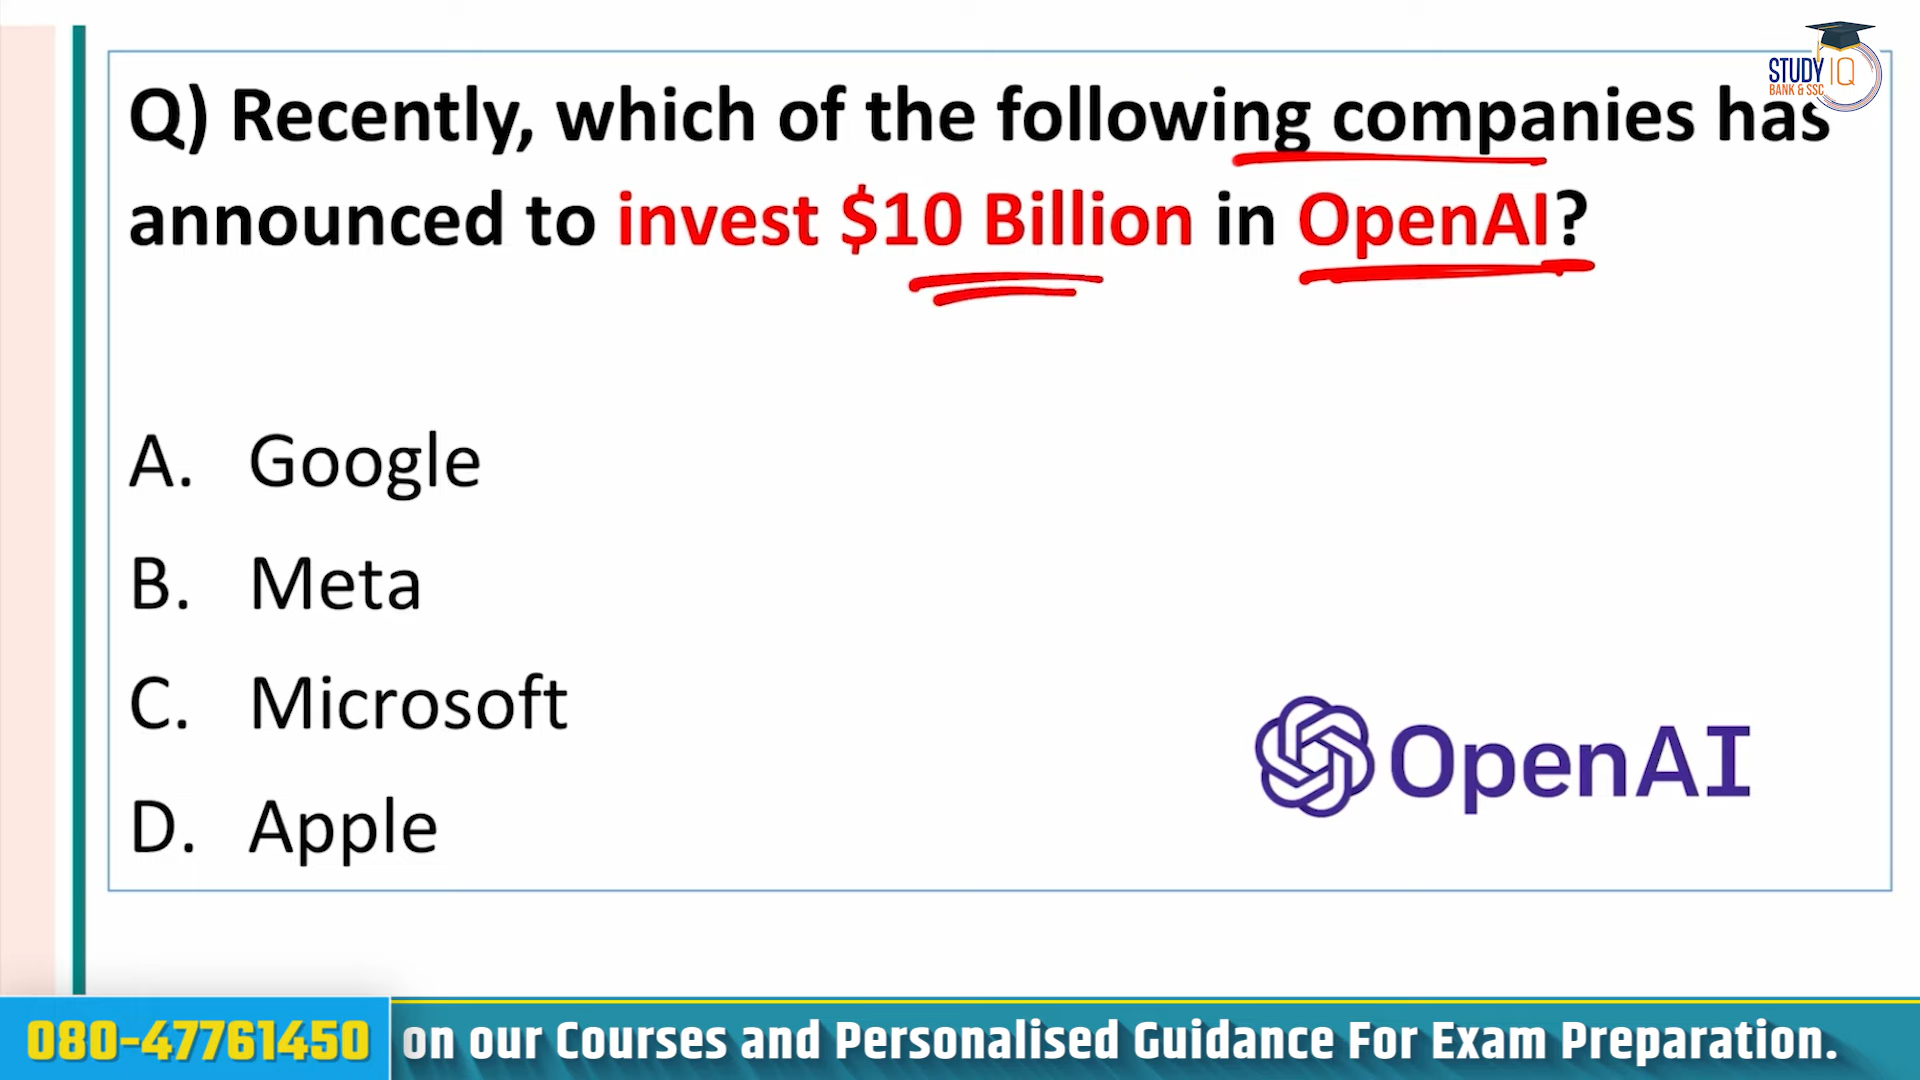 STUDY IQ
BANK & SSC
Q) Recently, which of the following companies has
announced to invest $10 Billion in OpenAI?
A. Google
B. Meta
C. Microsoft
D. Apple
OpenAI
080-47761450 on our Courses and Personalised Guidance For Exam Preparation.